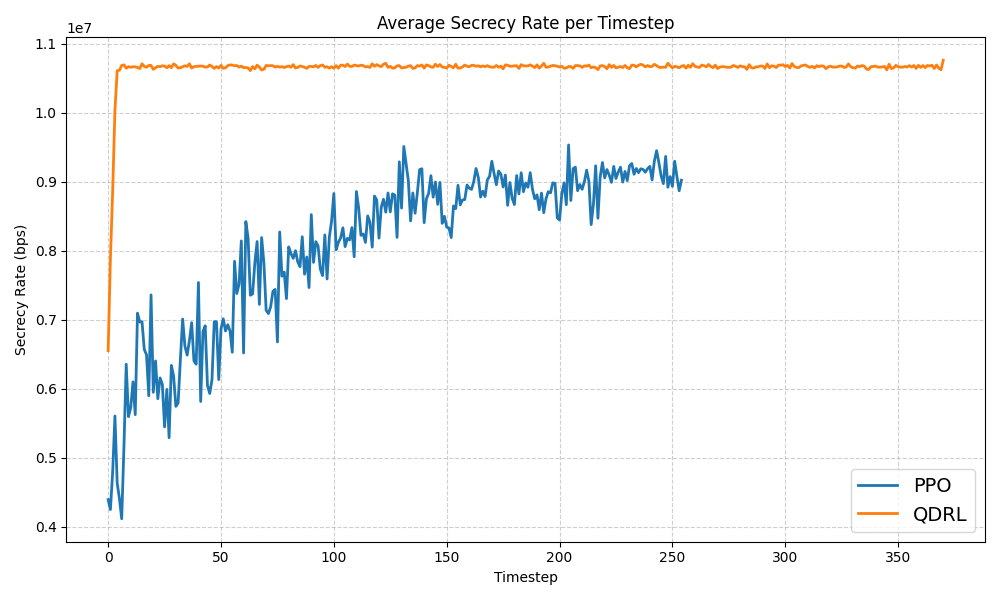 Average Secrecy Rate per Timestep
1e7
1.1
1.0
0.9
0.8
0.7
0.6
0.5
0.4
Secrecy Rate (bps)
PPO
QDRL
0 50 100 150 200 250 300 350
Timestep